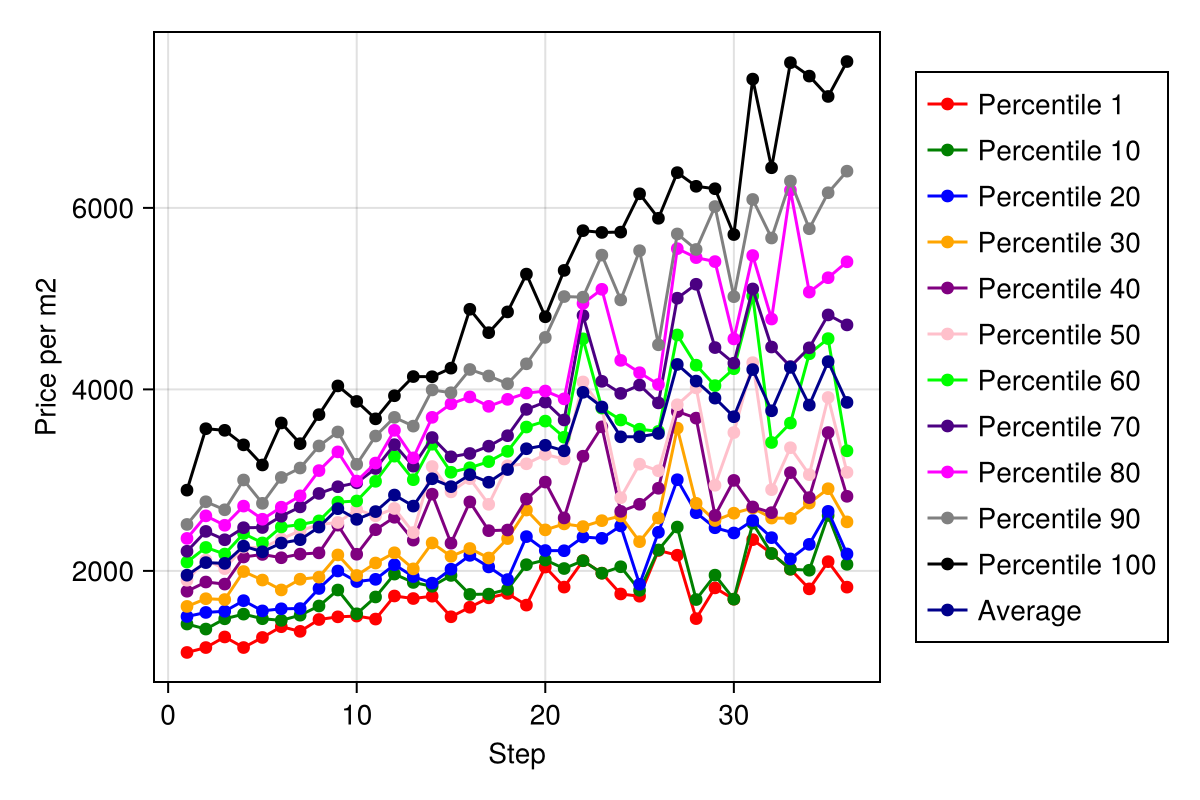 Price per m2
6000
4000
2000
0 10 20 30
Step
Percentile 1
Percentile 10
Percentile 20
Percentile 30
Percentile 40
Percentile 50
Percentile 60
Percentile 70
Percentile 80
Percentile 90
Percentile 100
Average